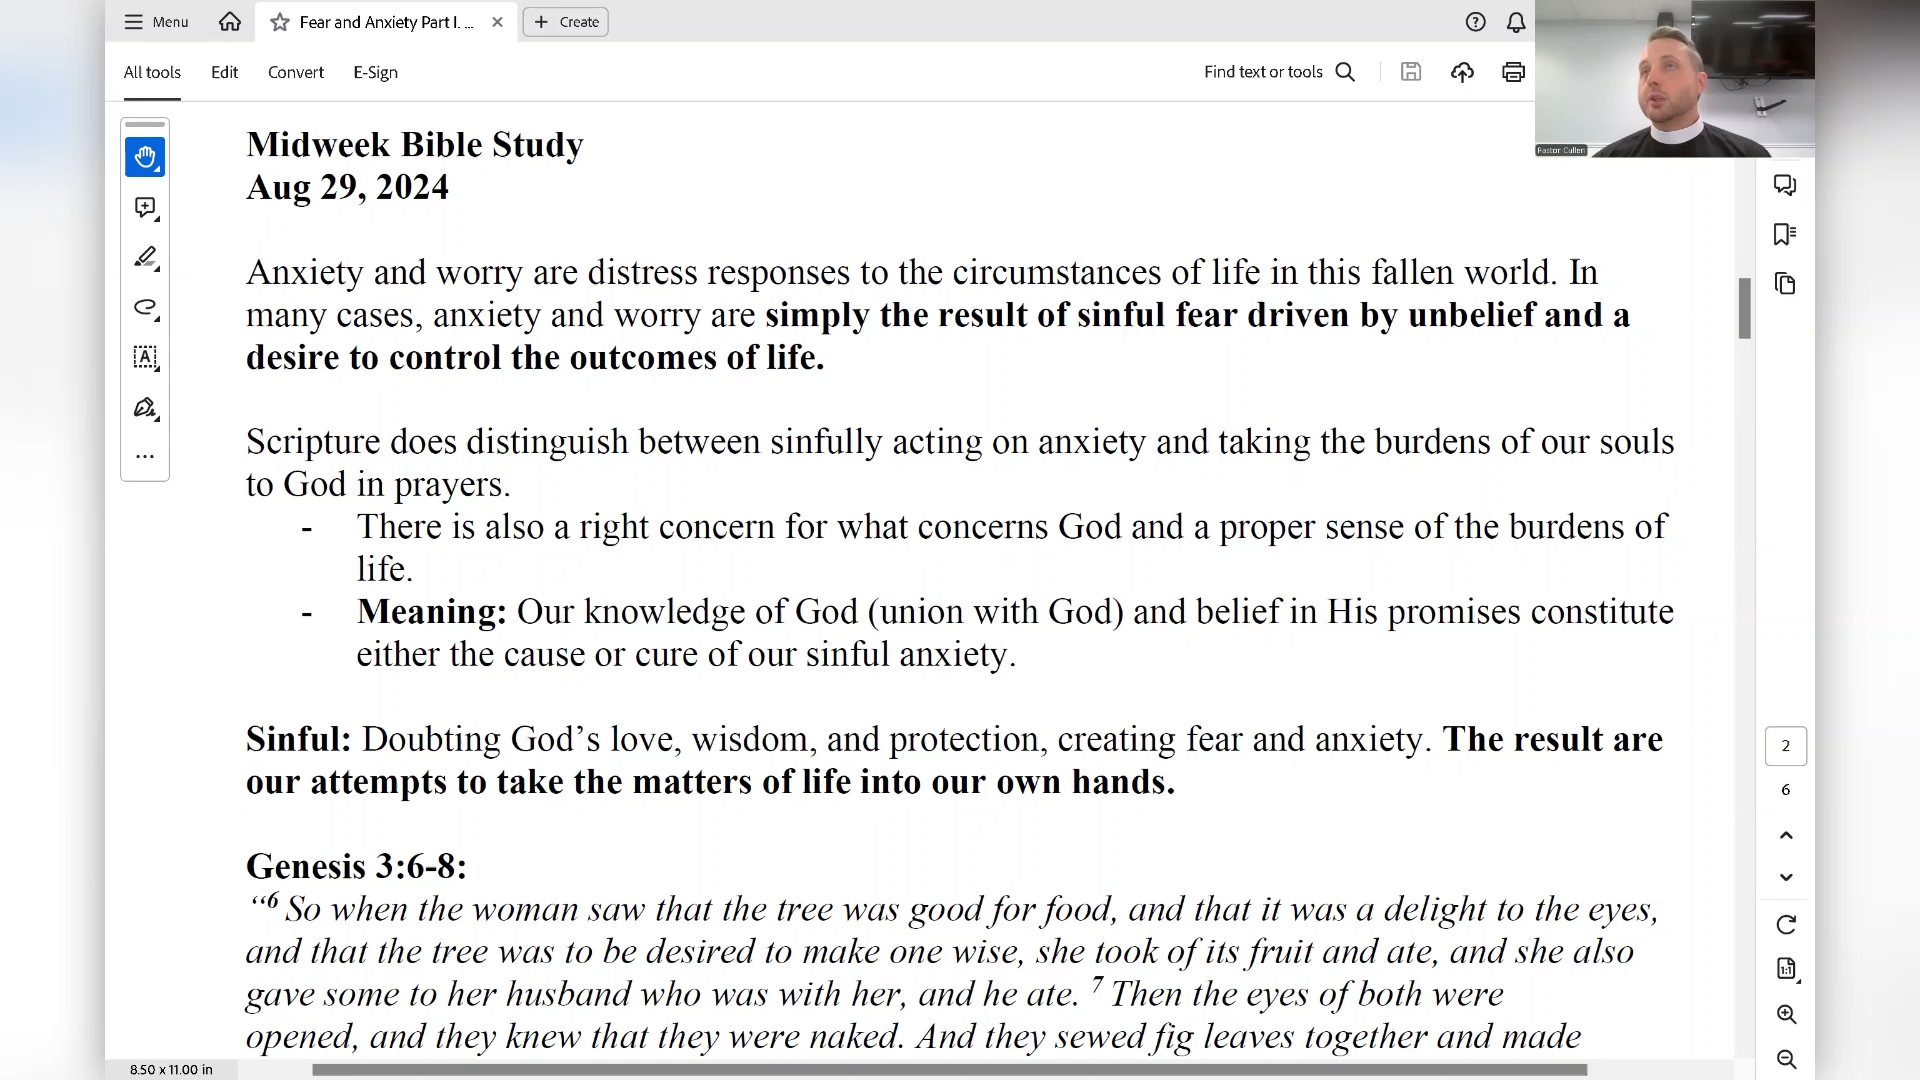 Menu
Fear and Anxiety Part I. ...
Create
All tools
Edit
Convert
E-Sign
Find text or tools
Pastor Cullen
Midweek Bible Study
Aug 29, 2024
Anxiety and worry are distress responses to the circumstances of life in this fallen world. In
many cases, anxiety and worry are simply the result of sinful fear driven by unbelief and a
desire to control the outcomes of life.
Scripture does distinguish between sinfully acting on anxiety and taking the burdens of our souls
to God in prayers.
- There is also a right concern for what concerns God and a proper sense of the burdens of
life.
- Meaning: Our knowledge of God (union with God) and belief in His promises constitute
either the cause or cure of our sinful anxiety.
Sinful: Doubting God’s love, wisdom, and protection, creating fear and anxiety. The result are
our attempts to take the matters of life into our own hands.
Genesis 3:6-8:
“6 So when the woman saw that the tree was good for food, and that it was a delight to the eyes,
and that the tree was to be desired to make one wise, she took of its fruit and ate, and she also
gave some to her husband who was with her, and he ate. 7 Then the eyes of both were
opened, and they knew that they were naked. And they sewed fig leaves together and made
2
6
1:1
8.50 x 11.00 in